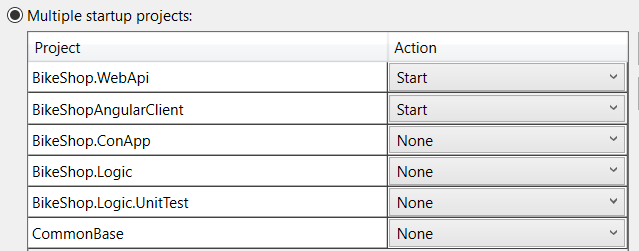 Multiple startup projects:
Project Action
BikeShop.WebApi Start
BikeShopAngularClient Start
BikeShop.ConApp None
BikeShop.Logic None
BikeShop.Logic.UnitTest None
CommonBase None